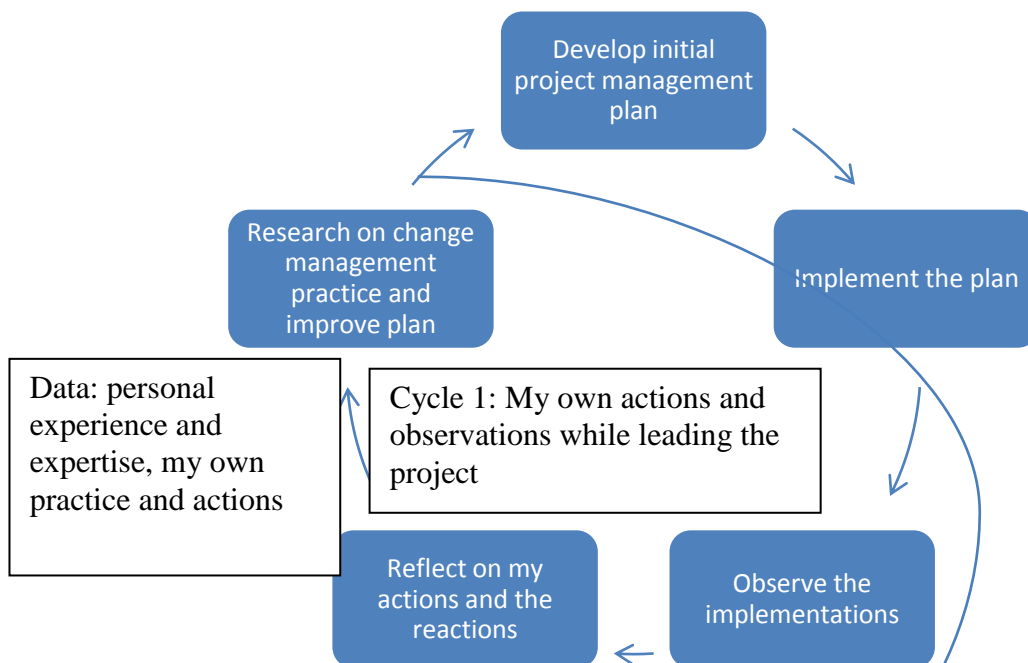 Develop initial
project management
plan
Research on change
management
practice and
improve plan
Implement the plan
Data: personal
experience and
expertise, my own
practice and actions
Cycle 1: My own actions and
observations while leading the
project
Reflect on my
actions and the
reactions
Observe the
implementations